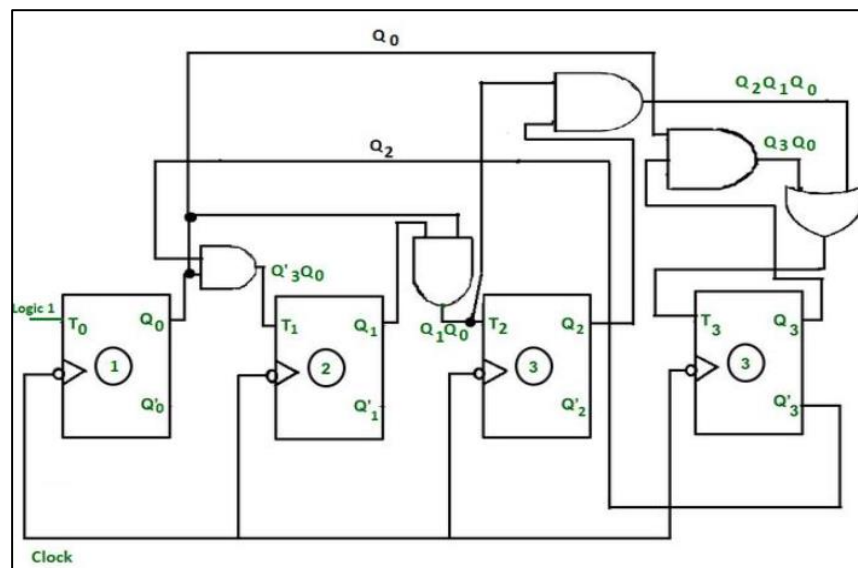 Q0
Q2Q1Q0
Q3Q0
Q2
Q'3Q0
Logic 1
T0
Q0
1
Q'0
T1
Q1
2
Q'1
Q1Q0
T2
Q2
3
Q'2
T3
Q3
3
Q'3
Clock